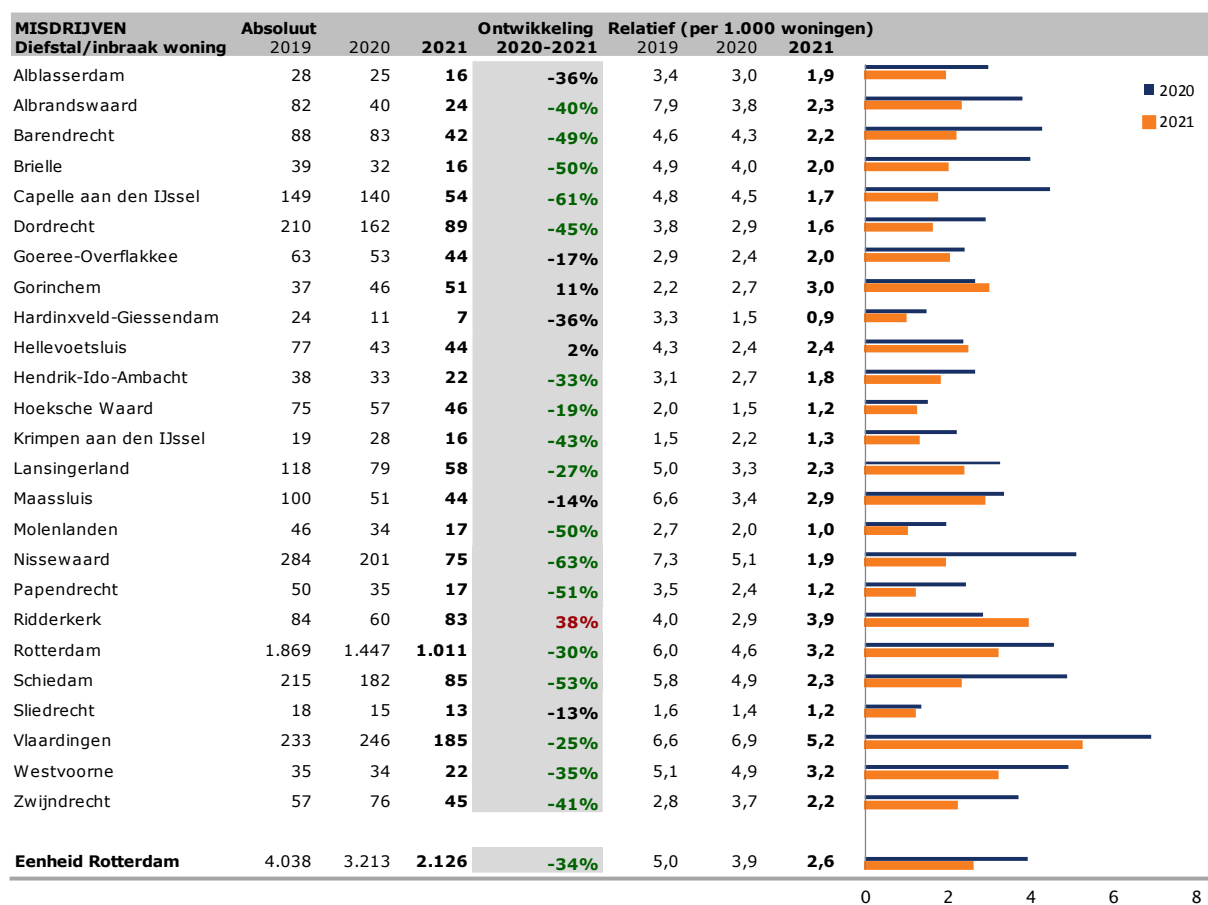 MISDRIJVEN Absoluut Ontwikkeling Relatief (per 1.000 woningen)
Diefstal/inbraak woning 2019 2020 2021 2020-2021 2019 2020 2021
Alblasserdam 28 25 16 -36% 3,4 3,0 1,9
2020
Albrandswaard 82 40 24 -40% 7,9 3,8 2,3
2021
Barendrecht 88 83 42 -49% 4,6 4,3 2,2
Brielle 39 32 16 -50% 4,9 4,0 2,0
Capelle aan den IJssel 149 140 54 -61% 4,8 4,5 1,7
Dordrecht 210 162 89 -45% 3,8 2,9 1,6
Goeree-Overflakkee 63 53 44 -17% 2,9 2,4 2,0
Gorinchem 37 46 51 11% 2,2 2,7 3,0
Hardinxveld-Giessendam 24 11 7 -36% 3,3 1,5 0,9
Hellevoetsluis 77 43 44 2% 4,3 2,4 2,4
Hendrik-Ido-Ambacht 38 33 22 -33% 3,1 2,7 1,8
Hoeksche Waard 75 57 46 -19% 2,0 1,5 1,2
Krimpen aan den IJssel 19 28 16 -43% 1,5 2,2 1,3
Lansingerland 118 79 58 -27% 5,0 3,3 2,3
Maassluis 100 51 44 -14% 6,6 3,4 2,9
Molenlanden 46 34 17 -50% 2,7 2,0 1,0
Nissewaard 284 201 75 -63% 7,3 5,1 1,9
Papendrecht 50 35 17 -51% 3,5 2,4 1,2
Ridderkerk 84 60 83 38% 4,0 2,9 3,9
Rotterdam 1.869 1.447 1.011 -30% 6,0 4,6 3,2
Schiedam 215 182 85 -53% 5,8 4,9 2,3
Sliedrecht 18 15 13 -13% 1,6 1,4 1,2
Vlaardingen 233 246 185 -25% 6,6 6,9 5,2
Westvoorne 35 34 22 -35% 5,1 4,9 3,2
Zwijndrecht 57 76 45 -41% 2,8 3,7 2,2
Eenheid Rotterdam 4.038 3.213 2.126 -34% 5,0 3,9 2,6
0 2 4 6 8